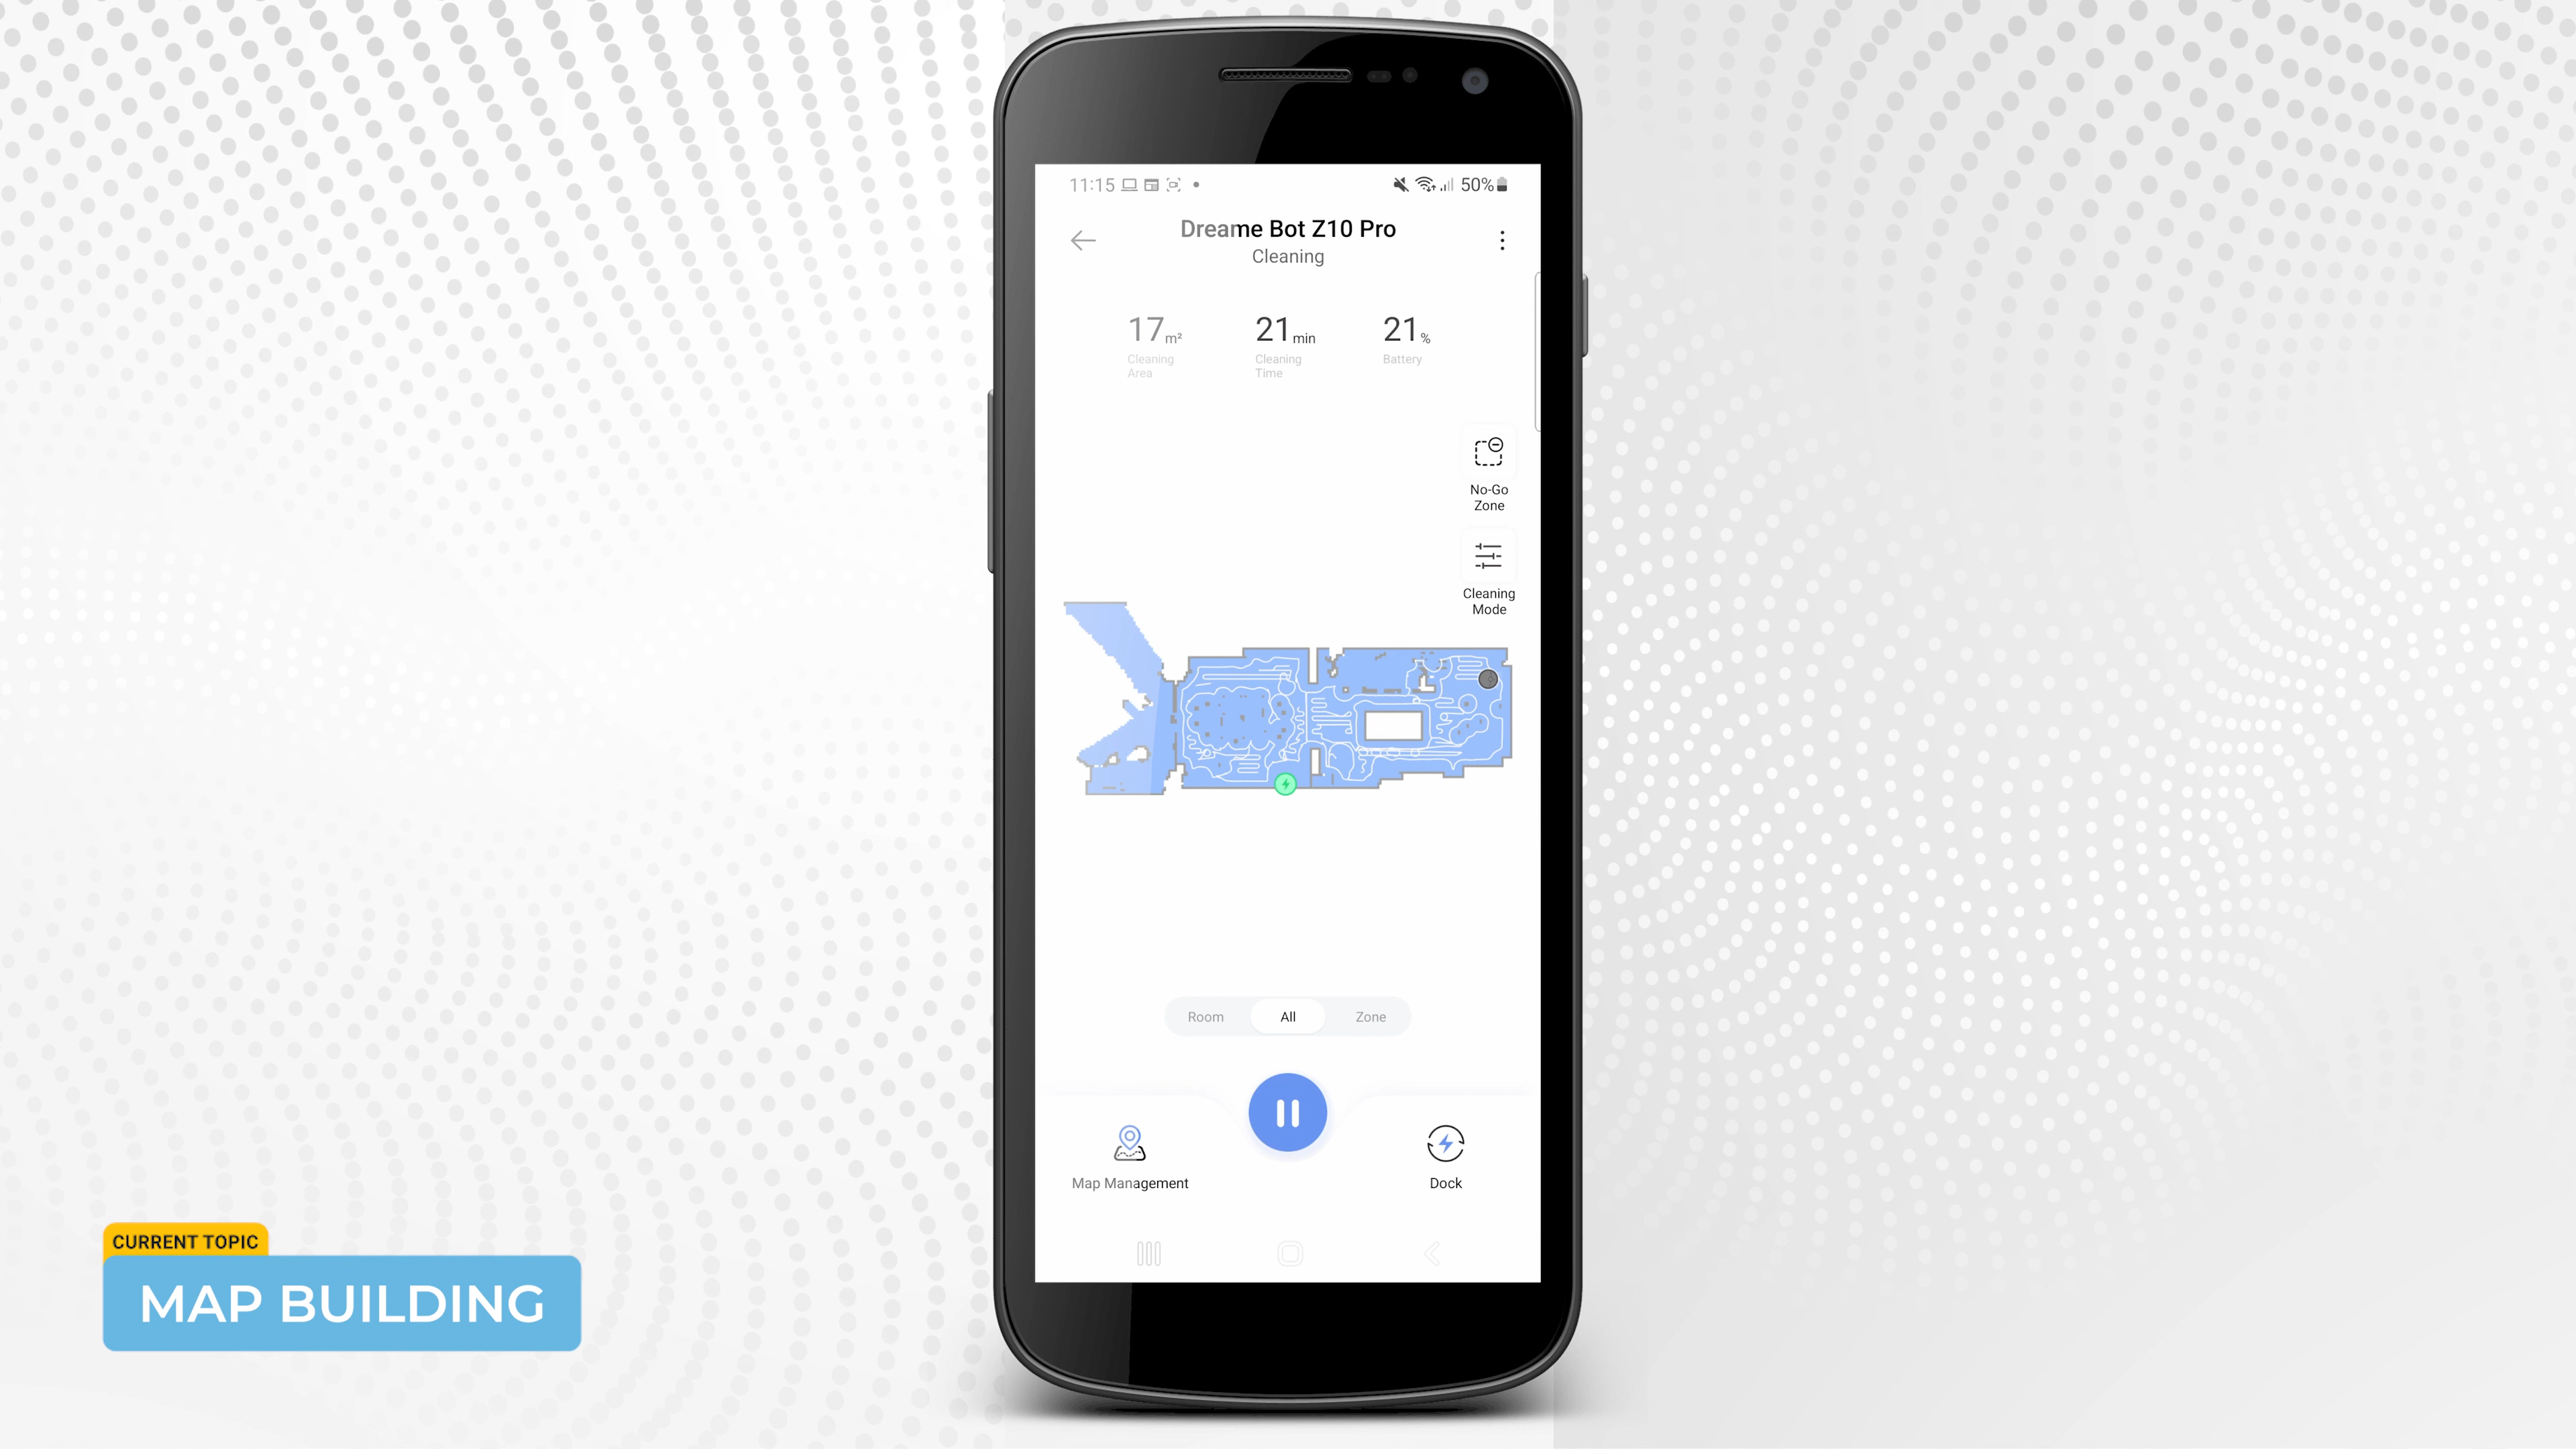 11:15
50%
Dreame Bot Z10 Pro
Cleaning
17 m²
21 min
21 %
Cleaning
Area
Cleaning
Time
Battery
No-Go
Zone
Cleaning
Mode
Room
All
Zone
Map Management
Dock
CURRENT TOPIC
MAP BUILDING